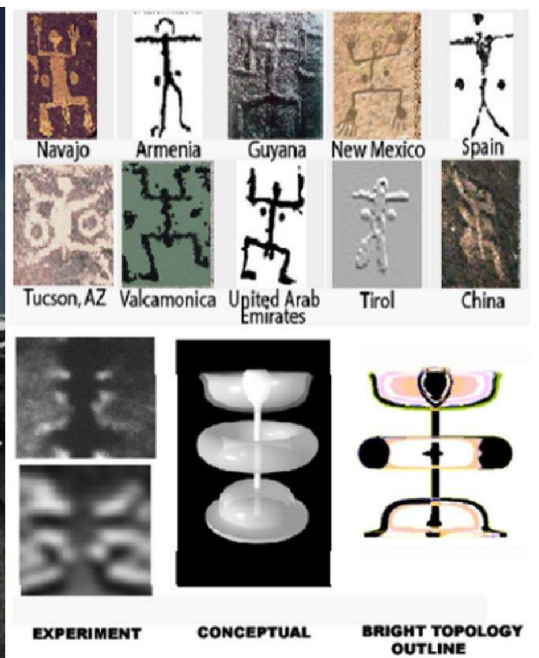 Navajo Armenia Guyana New Mexico Spain
Tucson, AZ Valcamonica United Arab Tirol China
Emirates
EXPERIMENT CONCEPTUAL BRIGHT TOPOLOGY
OUTLINE